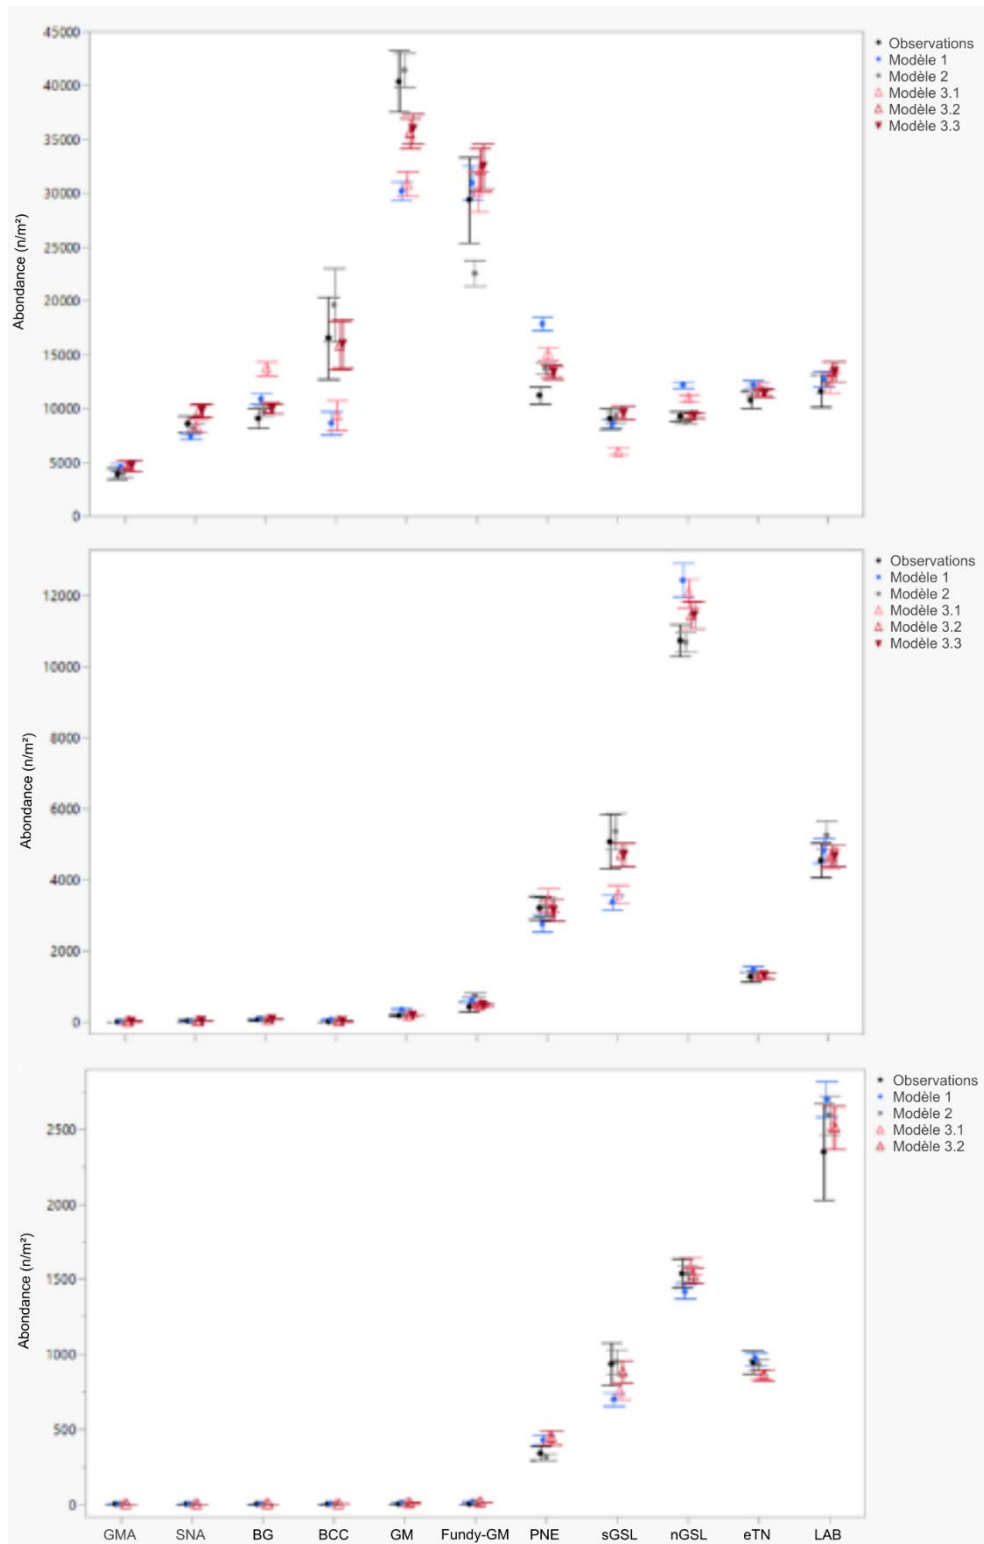 45000
40000
35000
30000
25000
20000
15000
10000
5000
0
Abondance (n/m²)
Observations
Modèle 1
Modèle 2
Modèle 3.1
Modèle 3.2
Modèle 3.3
12000
10000
8000
6000
4000
2000
0
Abondance (n/m²)
Observations
Modèle 1
Modèle 2
Modèle 3.1
Modèle 3.2
Modèle 3.3
2500
2000
1500
1000
500
0
Abondance (n/m²)
Observations
Modèle 1
Modèle 2
Modèle 3.1
Modèle 3.2
GMA SNA BG BCC GM Fundy-GM PNE sGSL nGSL eTN LAB